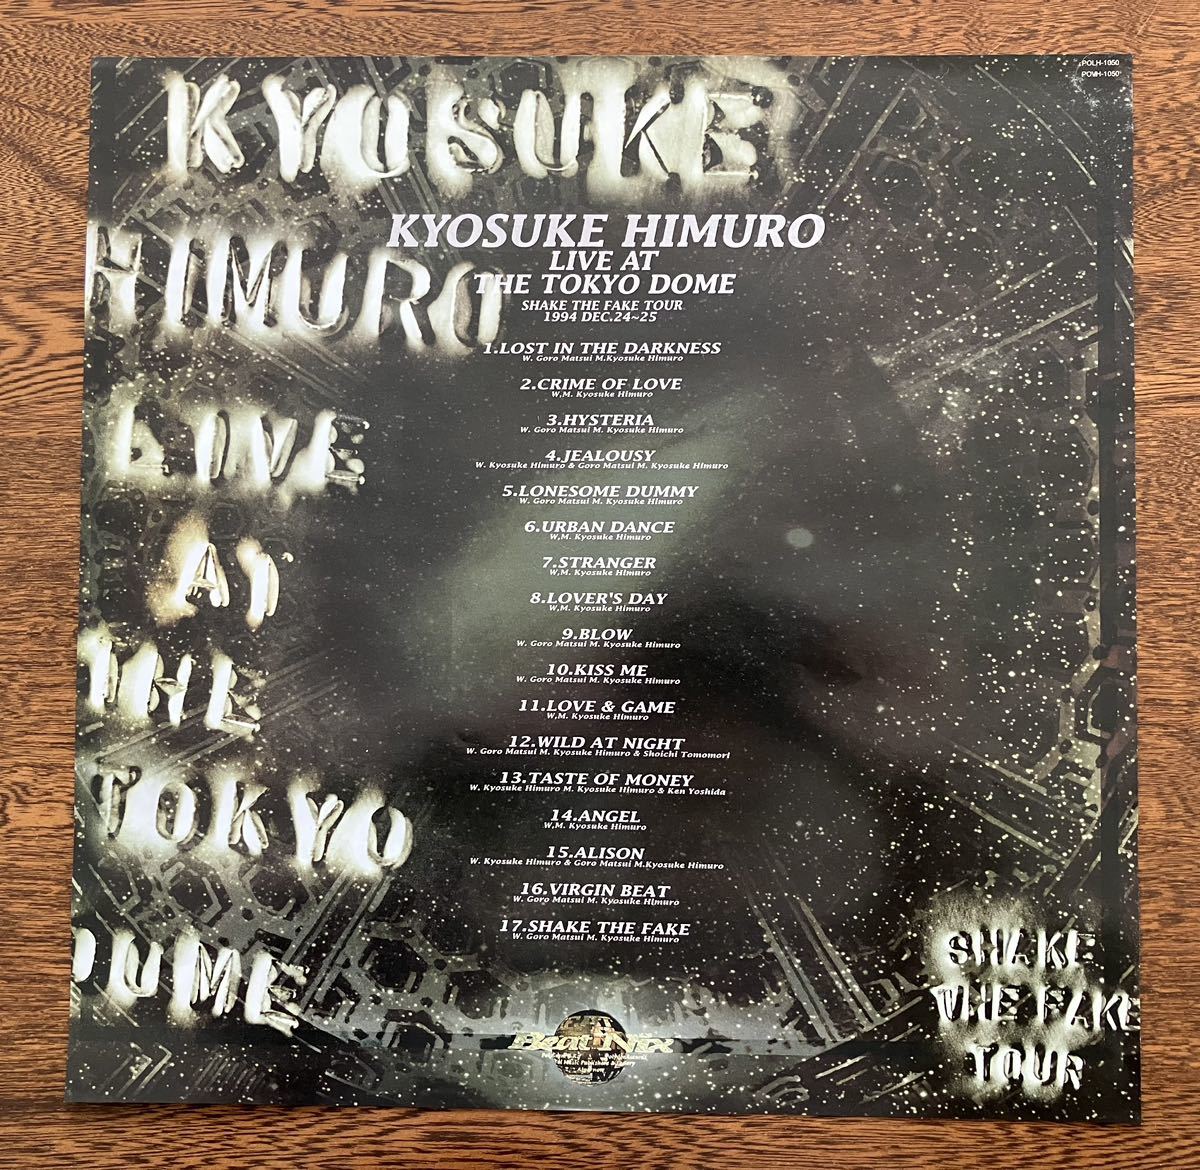 POLH-1050
POVH-1050
KYOSUKE
HIMURO
LIVE
AT
THE
TOKYO
DOME
KYOSUKE HIMURO
LIVE AT
THE TOKYO DOME
SHAKE THE FAKE TOUR
1994 DEC.24~25
1.LOST IN THE DARKNESS
W. Goro Matsui M.Kyosuke Himuro
2.CRIME OF LOVE
W,M. Kyosuke Himuro
3.HYSTERIA
W. Goro Matsui M. Kyosuke Himuro
4.JEALOUSY
W. Kyosuke Himuro & Goro Matsui M. Kyosuke Himuro
5.LONESOME DUMMY
W. Goro Matsui M. Kyosuke Himuro
6.URBAN DANCE
W,M. Kyosuke Himuro
7.STRANGER
W,M. Kyosuke Himuro
8.LOVER'S DAY
W,M. Kyosuke Himuro
9.BLOW
W. Goro Matsui M. Kyosuke Himuro
10.KISS ME
W. Goro Matsui M. Kyosuke Himuro
11.LOVE & GAME
W,M. Kyosuke Himuro
12.WILD AT NIGHT
W. Goro Matsui M. Kyosuke Himuro & Shoichi Tomomori
13.TASTE OF MONEY
W. Kyosuke Himuro M. Kyosuke Himuro & Ken Yoshida
14.ANGEL
W,M. Kyosuke Himuro
15.ALISON
W. Kyosuke Himuro & Goro Matsui M.Kyosuke Himuro
16.VIRGIN BEAT
W. Goro Matsui M. Kyosuke Himuro
17.SHAKE THE FAKE
W. Goro Matsui M. Kyosuke Himuro
SHAKE
THE FAKE
TOUR
BeatNix